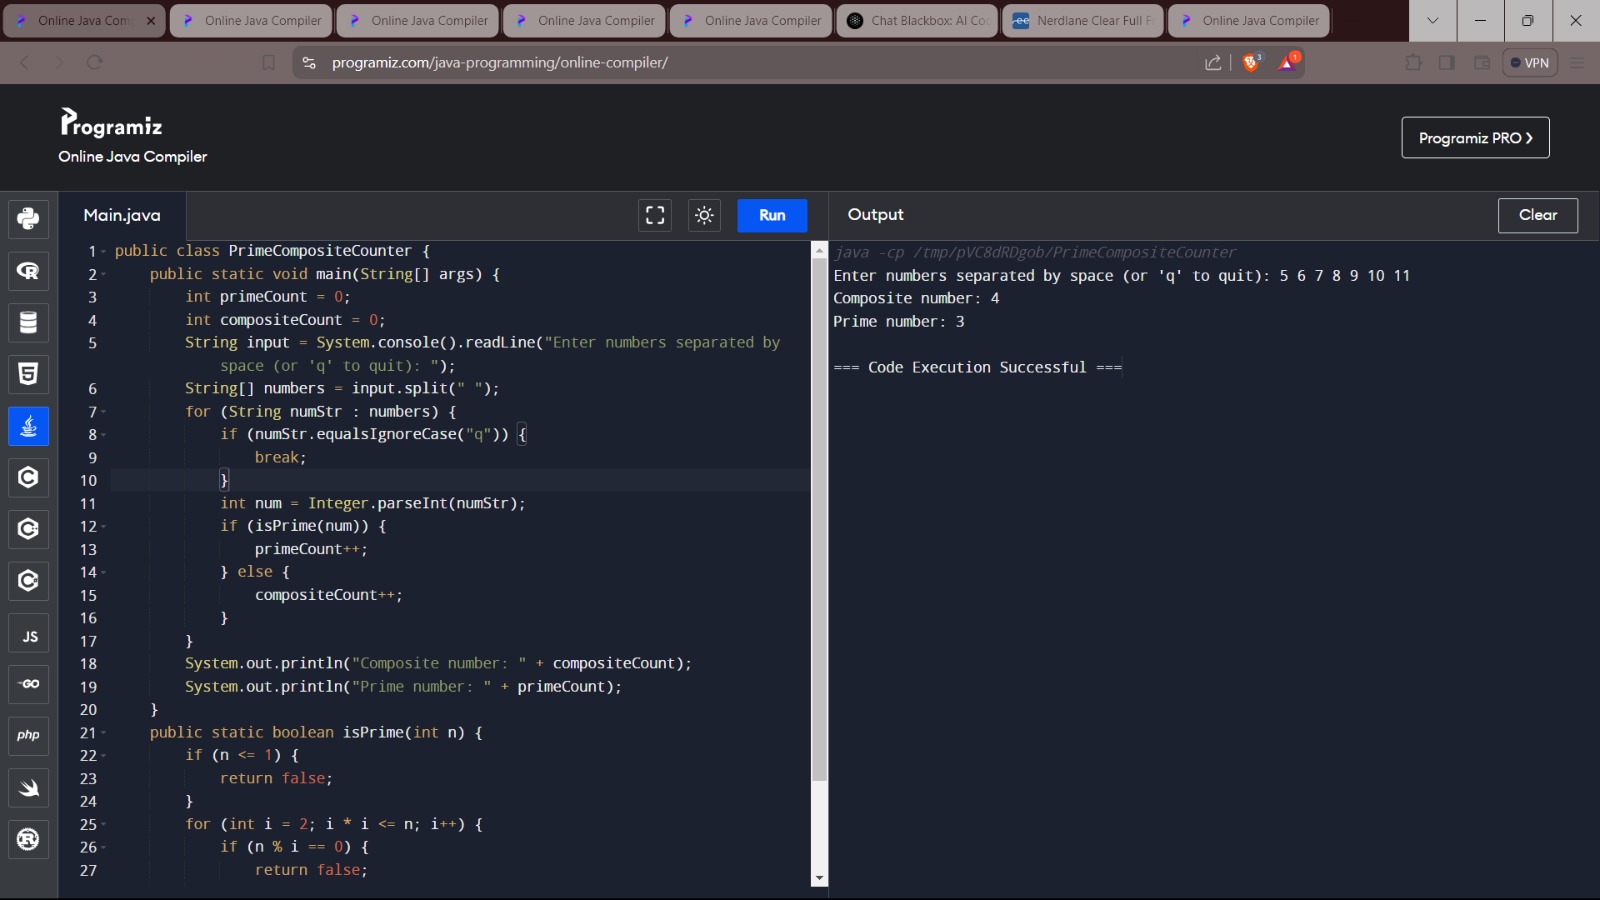 Online Java Com
Online Java Compiler
Online Java Compiler
Online Java Compiler
Online Java Compiler
Chat Blackbox: AI Co
Nerdlane Clear Full F
Online Java Compiler
programiz.com/java-programming/online-compiler/
3
1
VPN
Programiz
Online Java Compiler
Programiz PRO
Main.java
Run
Output
Clear
1 public class PrimeCompositeCounter {
2 public static void main(String[] args) {
3 int primeCount = 0;
4 int compositeCount = 0;
5 String input = System.console().readLine("Enter numbers separated by
space (or 'q' to quit): ");
6 String[] numbers = input.split(" ");
7 for (String numStr : numbers) {
8 if (numStr.equalsIgnoreCase("q")) {
9 break;
10 }
11 int num = Integer.parseInt(numStr);
12 if (isPrime(num)) {
13 primeCount++;
14 } else {
15 compositeCount++;
16 }
17 }
18 System.out.println("Composite number: " + compositeCount);
19 System.out.println("Prime number: " + primeCount);
20 }
21 public static boolean isPrime(int n) {
22 if (n <= 1) {
23 return false;
24 }
25 for (int i = 2; i * i <= n; i++) {
26 if (n % i == 0) {
27 return false;
JS
GO
php
java -cp /tmp/pVC8dRDgob/PrimeCompositeCounter
Enter numbers separated by space (or 'q' to quit): 5 6 7 8 9 10 11
Composite number: 4
Prime number: 3
=== Code Execution Successful ===